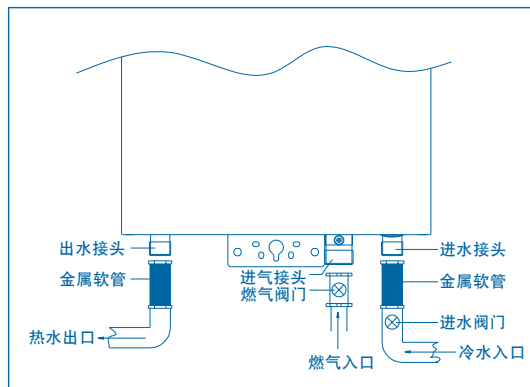 出水接头
金属软管
热水出口
进气接头
燃气阀门
燃气入口
进水接头
金属软管
进水阀门
冷水入口